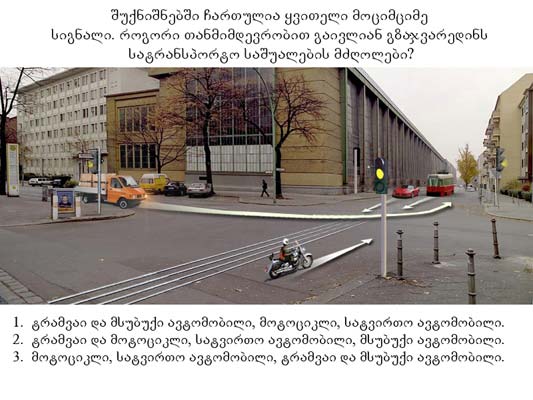 შუქნიშნებში ჩართულია ყვითელი მოციმციმე
სიგნალი. როგორი თანმიმდევრობით გაივლიან გზაჯვარედინს
სატრანსპორტო საშუალების მძღოლები?
1. ტრამვაი და მსუბუქი ავტომობილი, მოტოციკლი, სატვირთო ავტომობილი.
2. ტრამვაი და მოტოციკლი, სატვირთო ავტომობილი, მსუბუქი ავტომობილი.
3. მოტოციკლი, სატვირთო ავტომობილი, ტრამვაი და მსუბუქი ავტომობილი.